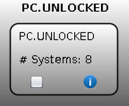 PC.UNLOCKED
PC.UNLOCKED
# Systems: 8
i